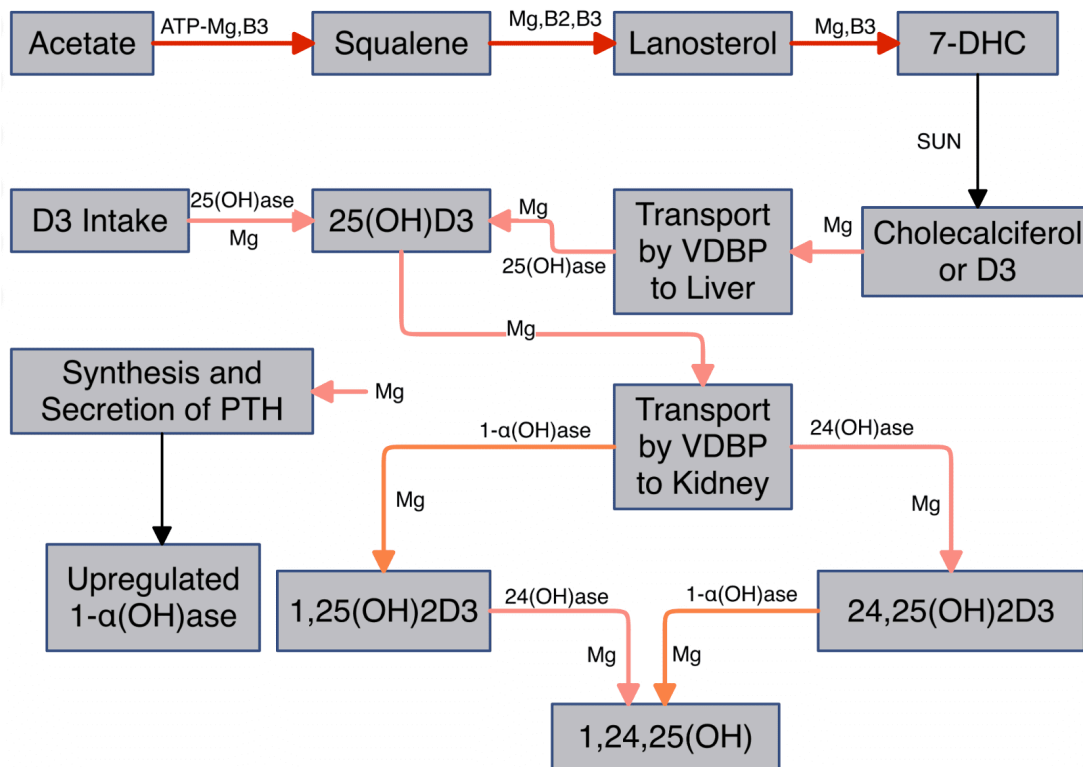 Acetate
ATP-Mg,B3
Squalene
Mg,B2,B3
Lanosterol
Mg,B3
7-DHC
SUN
D3 Intake
25(OH)ase
Mg
25(OH)D3
Mg
25(OH)ase
Transport
by VDBP
to Liver
Mg
Cholecalciferol
or D3
Mg
Synthesis and
Secretion of PTH
Mg
Transport
by VDBP
to Kidney
1-α(OH)ase
Mg
24(OH)ase
Mg
Upregulated
1-α(OH)ase
1,25(OH)2D3
24(OH)ase
Mg
1-α(OH)ase
Mg
24,25(OH)2D3
1,24,25(OH)